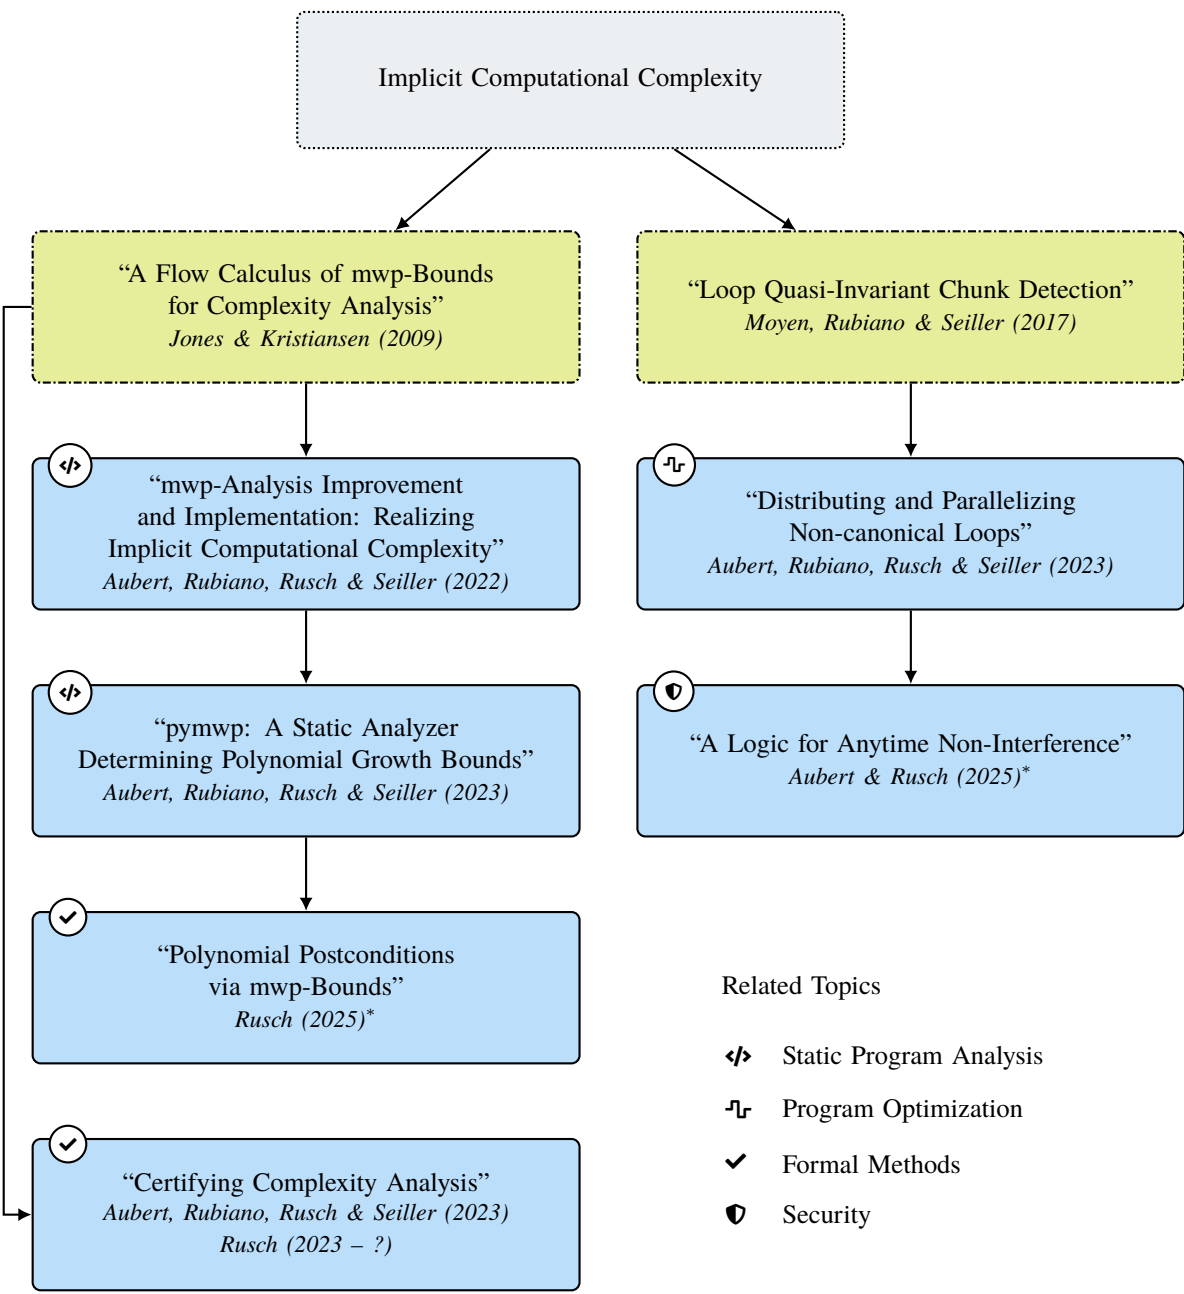 Implicit Computational Complexity
“A Flow Calculus of mwp-Bounds
for Complexity Analysis”
Jones & Kristiansen (2009)
“Loop Quasi-Invariant Chunk Detection”
Moyen, Rubiano & Seiller (2017)
“mwp-Analysis Improvement
and Implementation: Realizing
Implicit Computational Complexity”
Aubert, Rubiano, Rusch & Seiller (2022)
“Distributing and Parallelizing
Non-canonical Loops”
Aubert, Rubiano, Rusch & Seiller (2023)
“pymwp: A Static Analyzer
Determining Polynomial Growth Bounds”
Aubert, Rubiano, Rusch & Seiller (2023)
“A Logic for Anytime Non-Interference”
Aubert & Rusch (2025)*
“Polynomial Postconditions
via mwp-Bounds”
Rusch (2025)*
“Certifying Complexity Analysis”
Aubert, Rubiano, Rusch & Seiller (2023)
Rusch (2023 – ?)
Related Topics
Static Program Analysis
Program Optimization
Formal Methods
Security